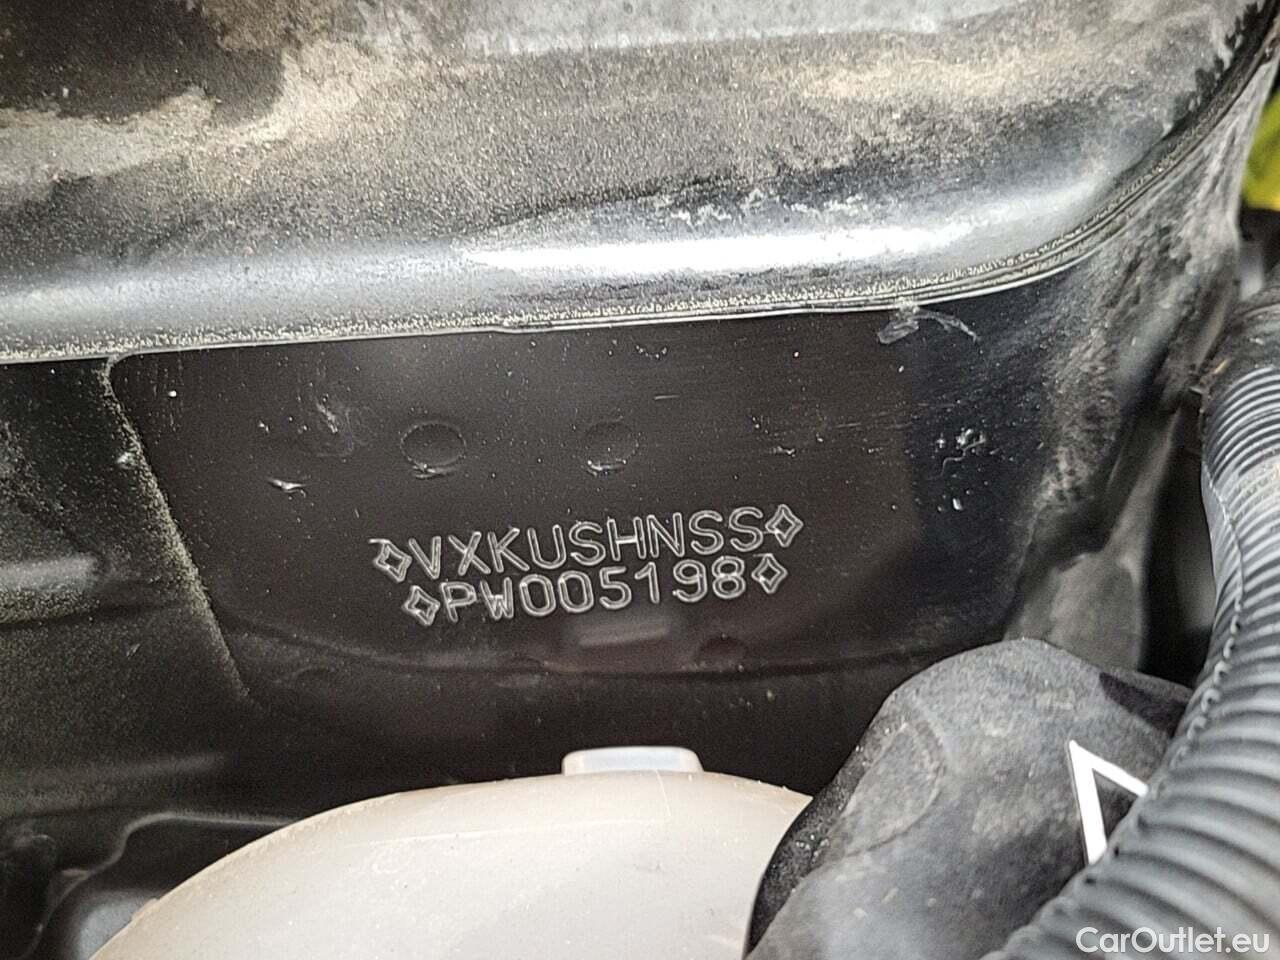 ◇VXKUSHNSS◇
◇PW005198◇
CarOutlet.eu